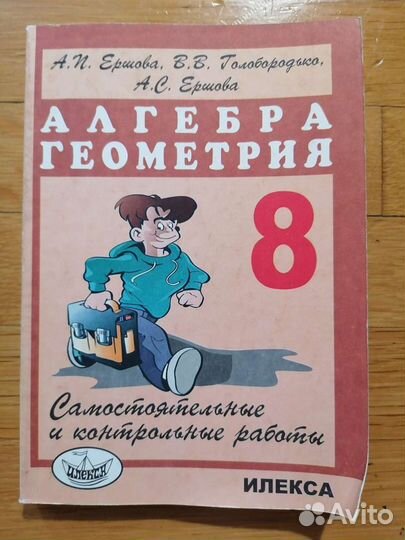 А.П. Ершова, В.В. Голобородько,
А.С. Ершова
АЛГЕБРА
ГЕОМЕТРИЯ
8
Самостоятельные
и контрольные работы
ИЛЕКСА
ИЛЕКСА
Avito